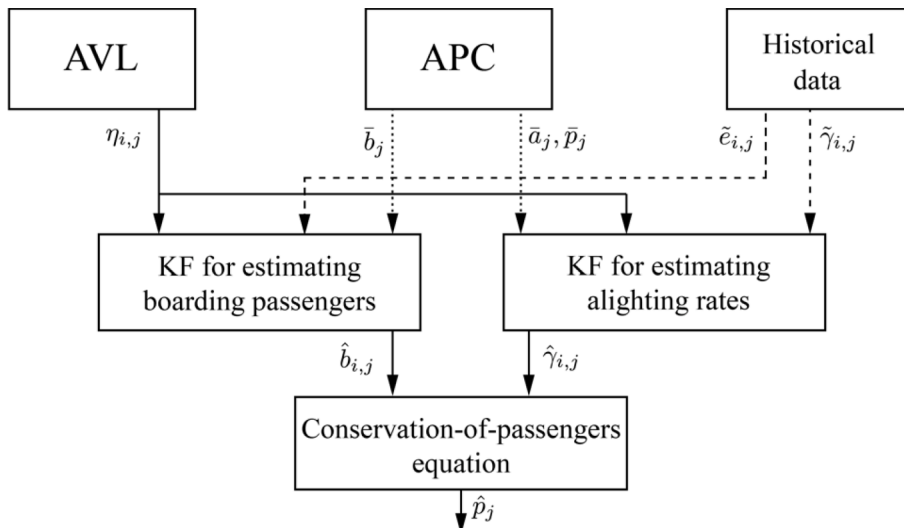 AVL
APC
Historical
data
η_{i,j}
b̄_j
ā_j, p̄_j
ẽ_{i,j}
γ̃_{i,j}
KF for estimating
boarding passengers
KF for estimating
alighting rates
b̂_{i,j}
γ̂_{i,j}
Conservation-of-passengers
equation
p̂_j